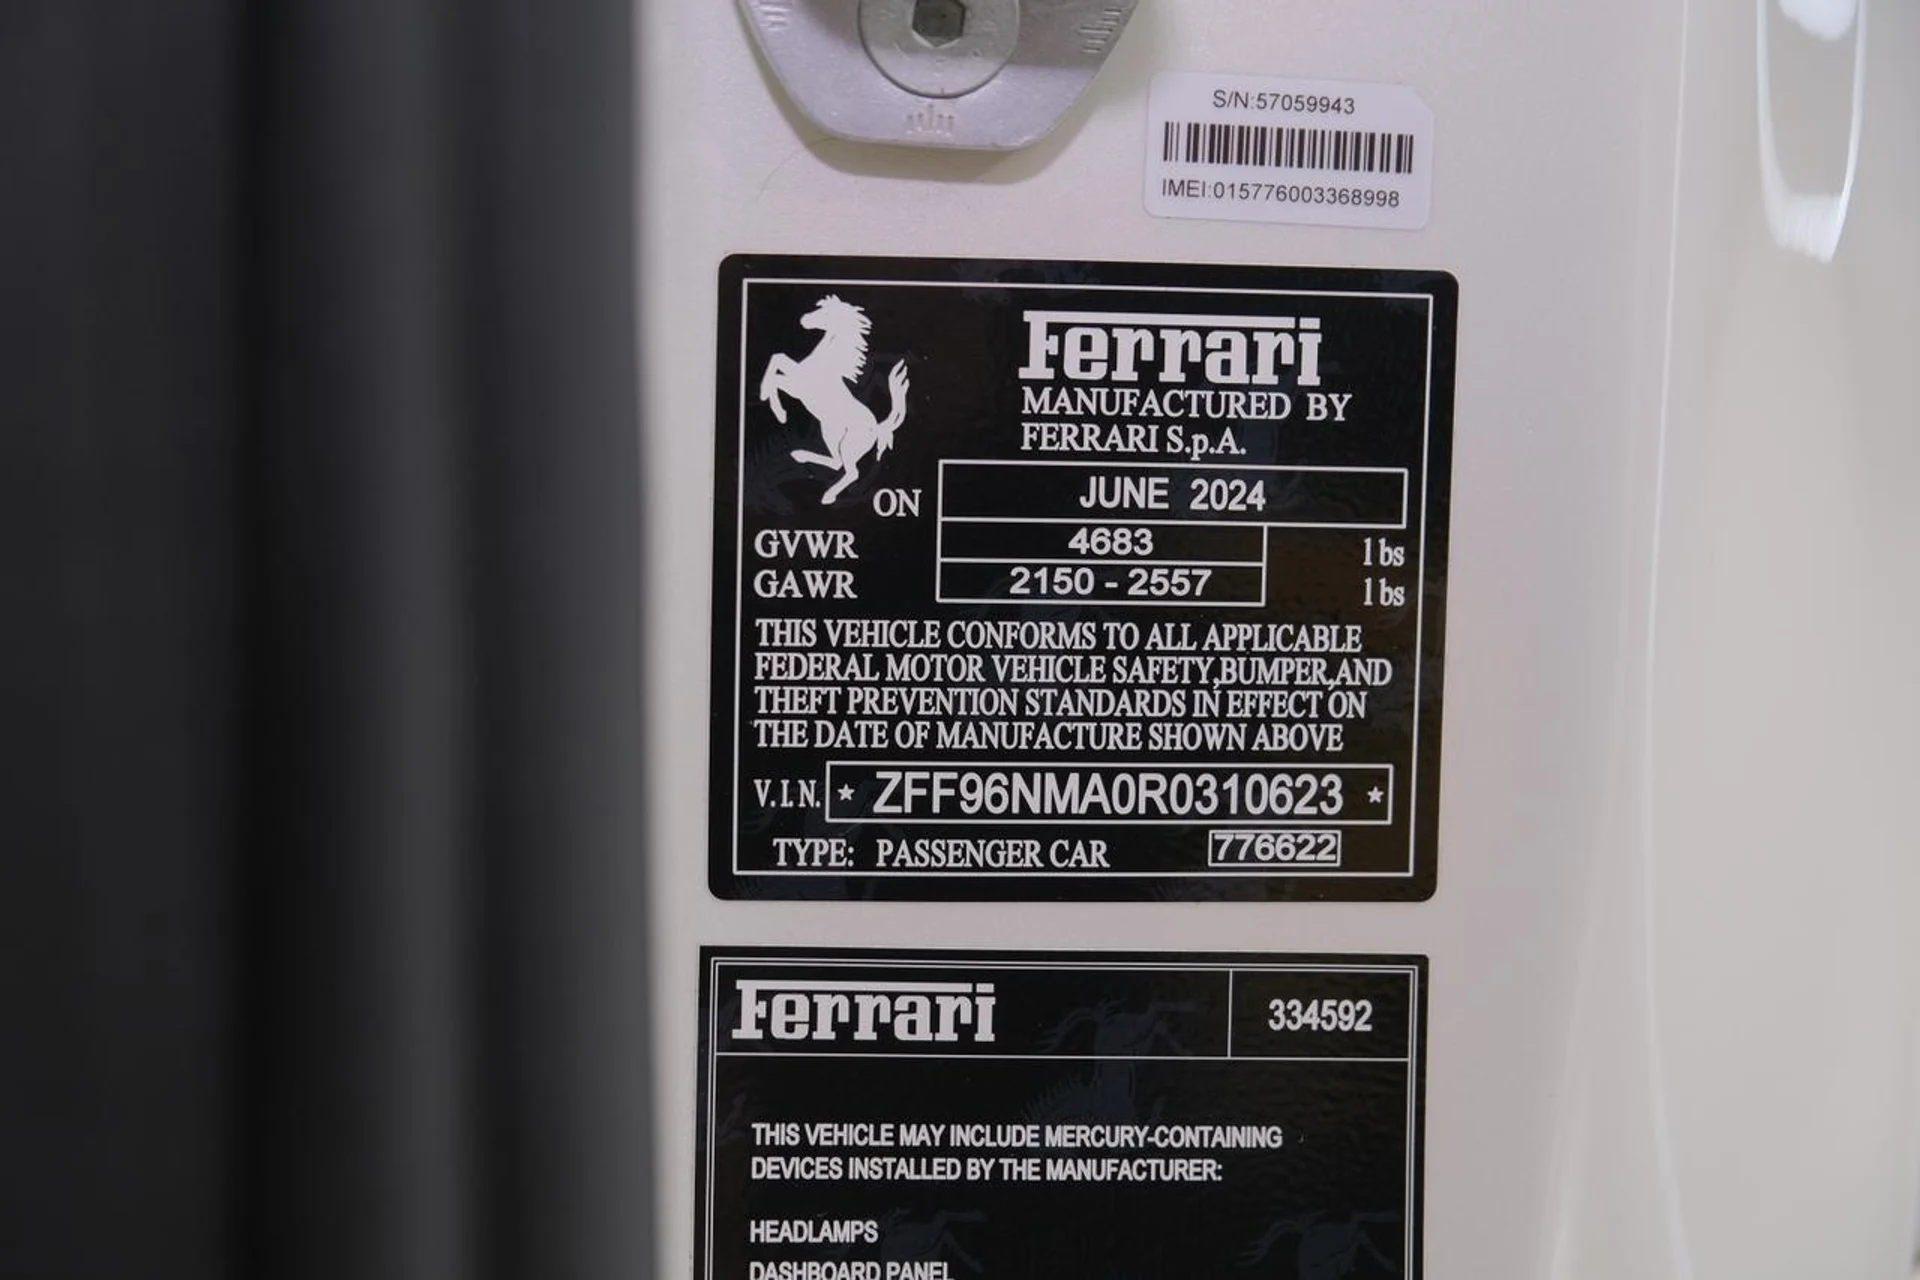 S/N:57059943
IMEI:015776003368998
Ferrari
MANUFACTURED BY
FERRARI S.p.A.
ON JUNE 2024
GVWR 4683 lbs
GAWR 2150 - 2557 lbs
THIS VEHICLE CONFORMS TO ALL APPLICABLE
FEDERAL MOTOR VEHICLE SAFETY,BUMPER,AND
THEFT PREVENTION STANDARDS IN EFFECT ON
THE DATE OF MANUFACTURE SHOWN ABOVE
V.I.N. * ZFF96NMA0R0310623 *
TYPE: PASSENGER CAR 776622
Ferrari 334592
THIS VEHICLE MAY INCLUDE MERCURY-CONTAINING
DEVICES INSTALLED BY THE MANUFACTURER:
HEADLAMPS
DASHBOARD PANEL